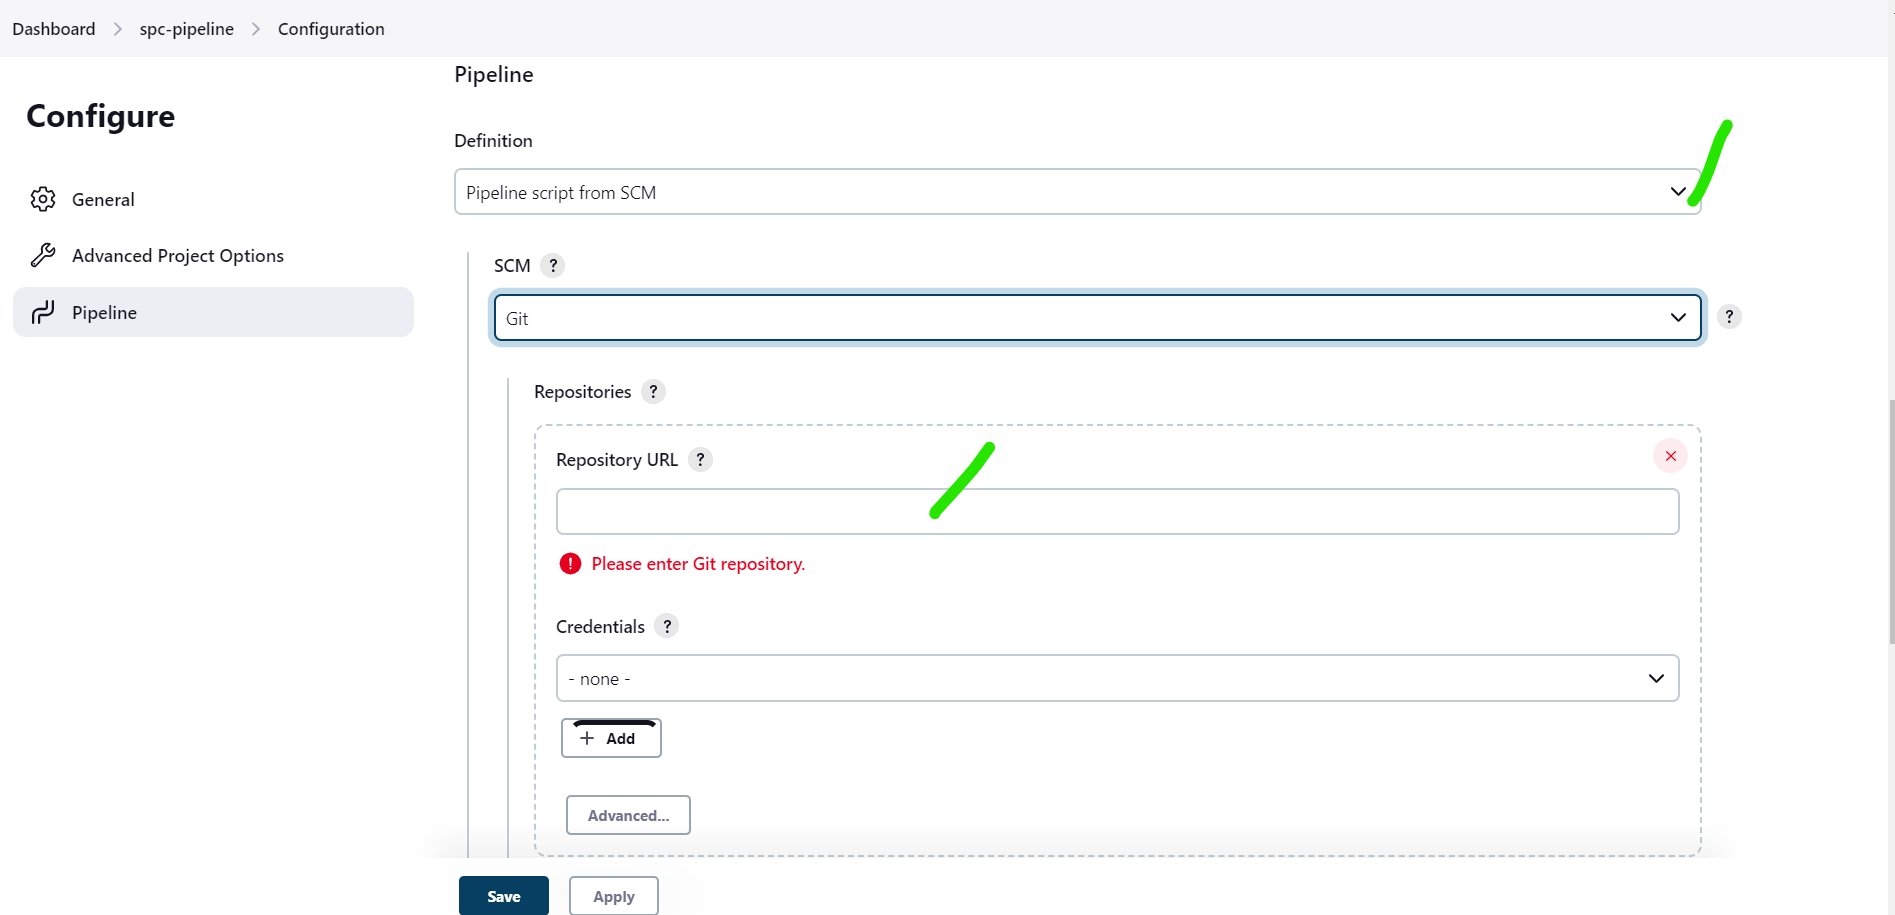 Dashboard > spc-pipeline > Configuration
Configure
General
Advanced Project Options
Pipeline
Pipeline
Definition
Pipeline script from SCM
SCM ?
Git
?
Repositories ?
Repository URL ?
Please enter Git repository.
Credentials ?
- none -
+ Add
Advanced...
Save
Apply